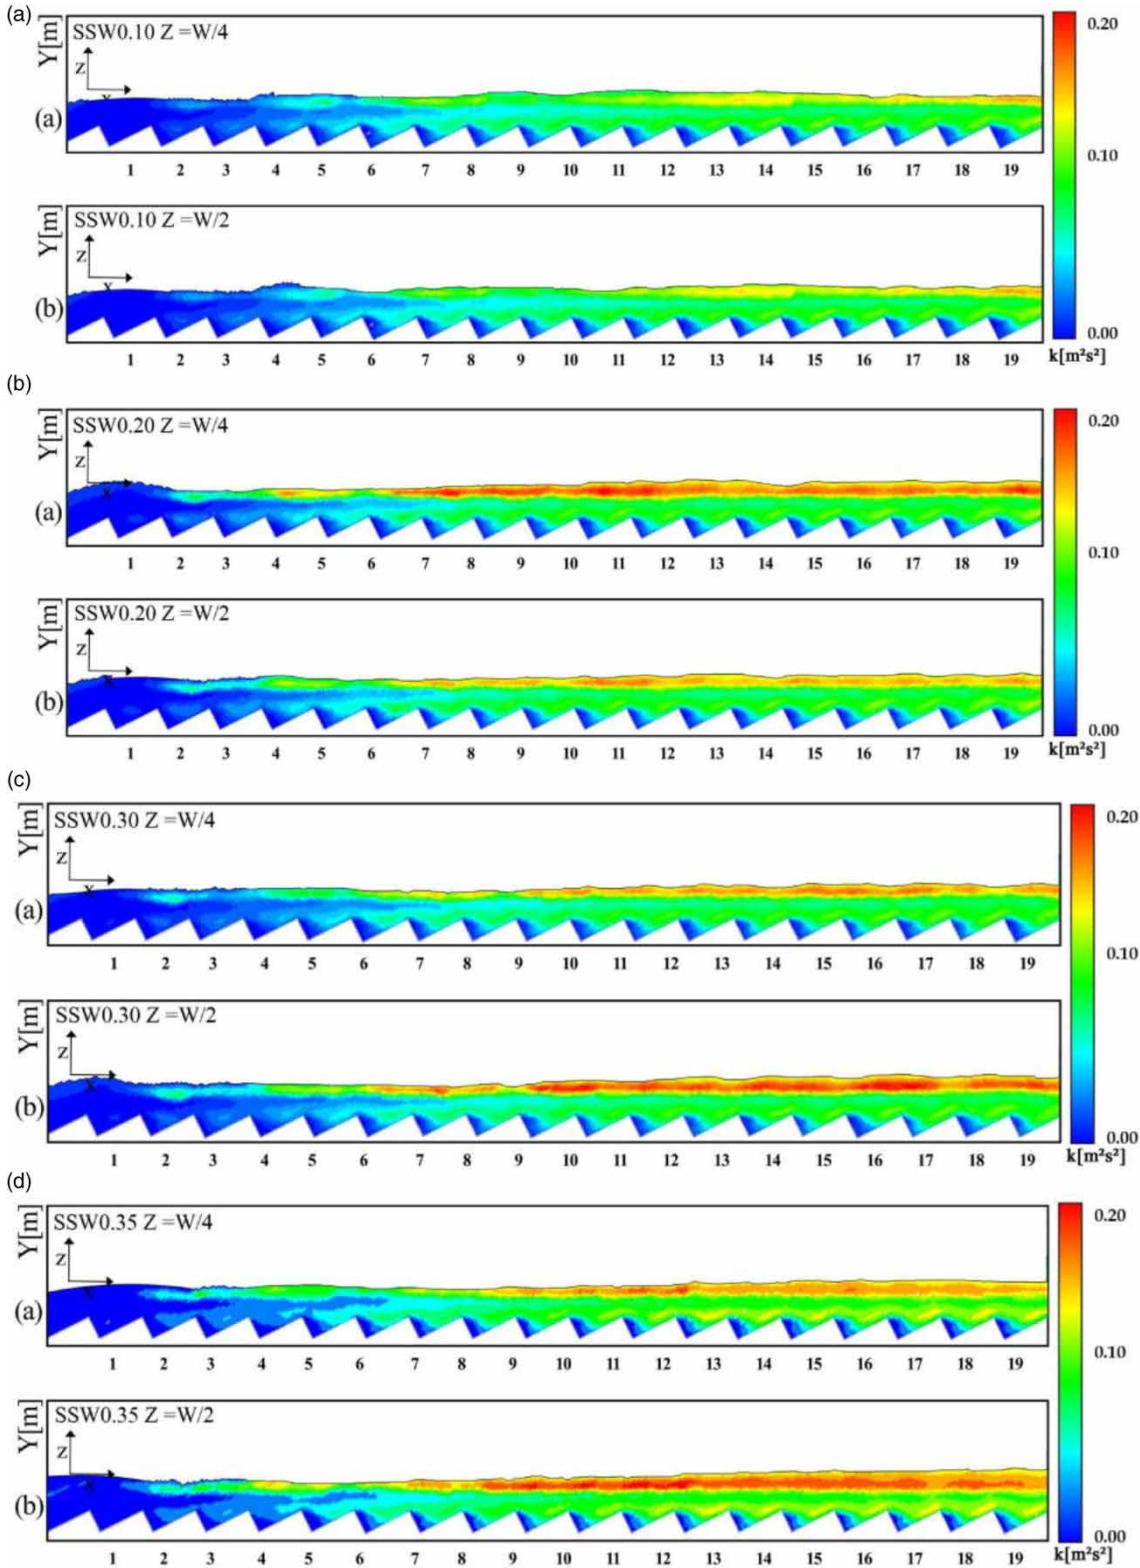 (a)
SSW0.10 Z =W/4
Y[m]
Z
X
(a)
1 2 3 4 5 6 7 8 9 10 11 12 13 14 15 16 17 18 19
SSW0.10 Z =W/2
Y[m]
Z
X
(b)
1 2 3 4 5 6 7 8 9 10 11 12 13 14 15 16 17 18 19
0.20
0.10
0.00
k[m²s²]
(b)
SSW0.20 Z =W/4
Y[m]
Z
X
(a)
1 2 3 4 5 6 7 8 9 10 11 12 13 14 15 16 17 18 19
SSW0.20 Z =W/2
Y[m]
Z
X
(b)
1 2 3 4 5 6 7 8 9 10 11 12 13 14 15 16 17 18 19
0.20
0.10
0.00
k[m²s²]
(c)
SSW0.30 Z =W/4
Y[m]
Z
X
(a)
1 2 3 4 5 6 7 8 9 10 11 12 13 14 15 16 17 18 19
SSW0.30 Z =W/2
Y[m]
Z
X
(b)
1 2 3 4 5 6 7 8 9 10 11 12 13 14 15 16 17 18 19
0.20
0.10
0.00
k[m²s²]
(d)
SSW0.35 Z =W/4
Y[m]
Z
X
(a)
1 2 3 4 5 6 7 8 9 10 11 12 13 14 15 16 17 18 19
SSW0.35 Z =W/2
Y[m]
Z
X
(b)
1 2 3 4 5 6 7 8 9 10 11 12 13 14 15 16 17 18 19
0.20
0.10
0.00
k[m²s²]